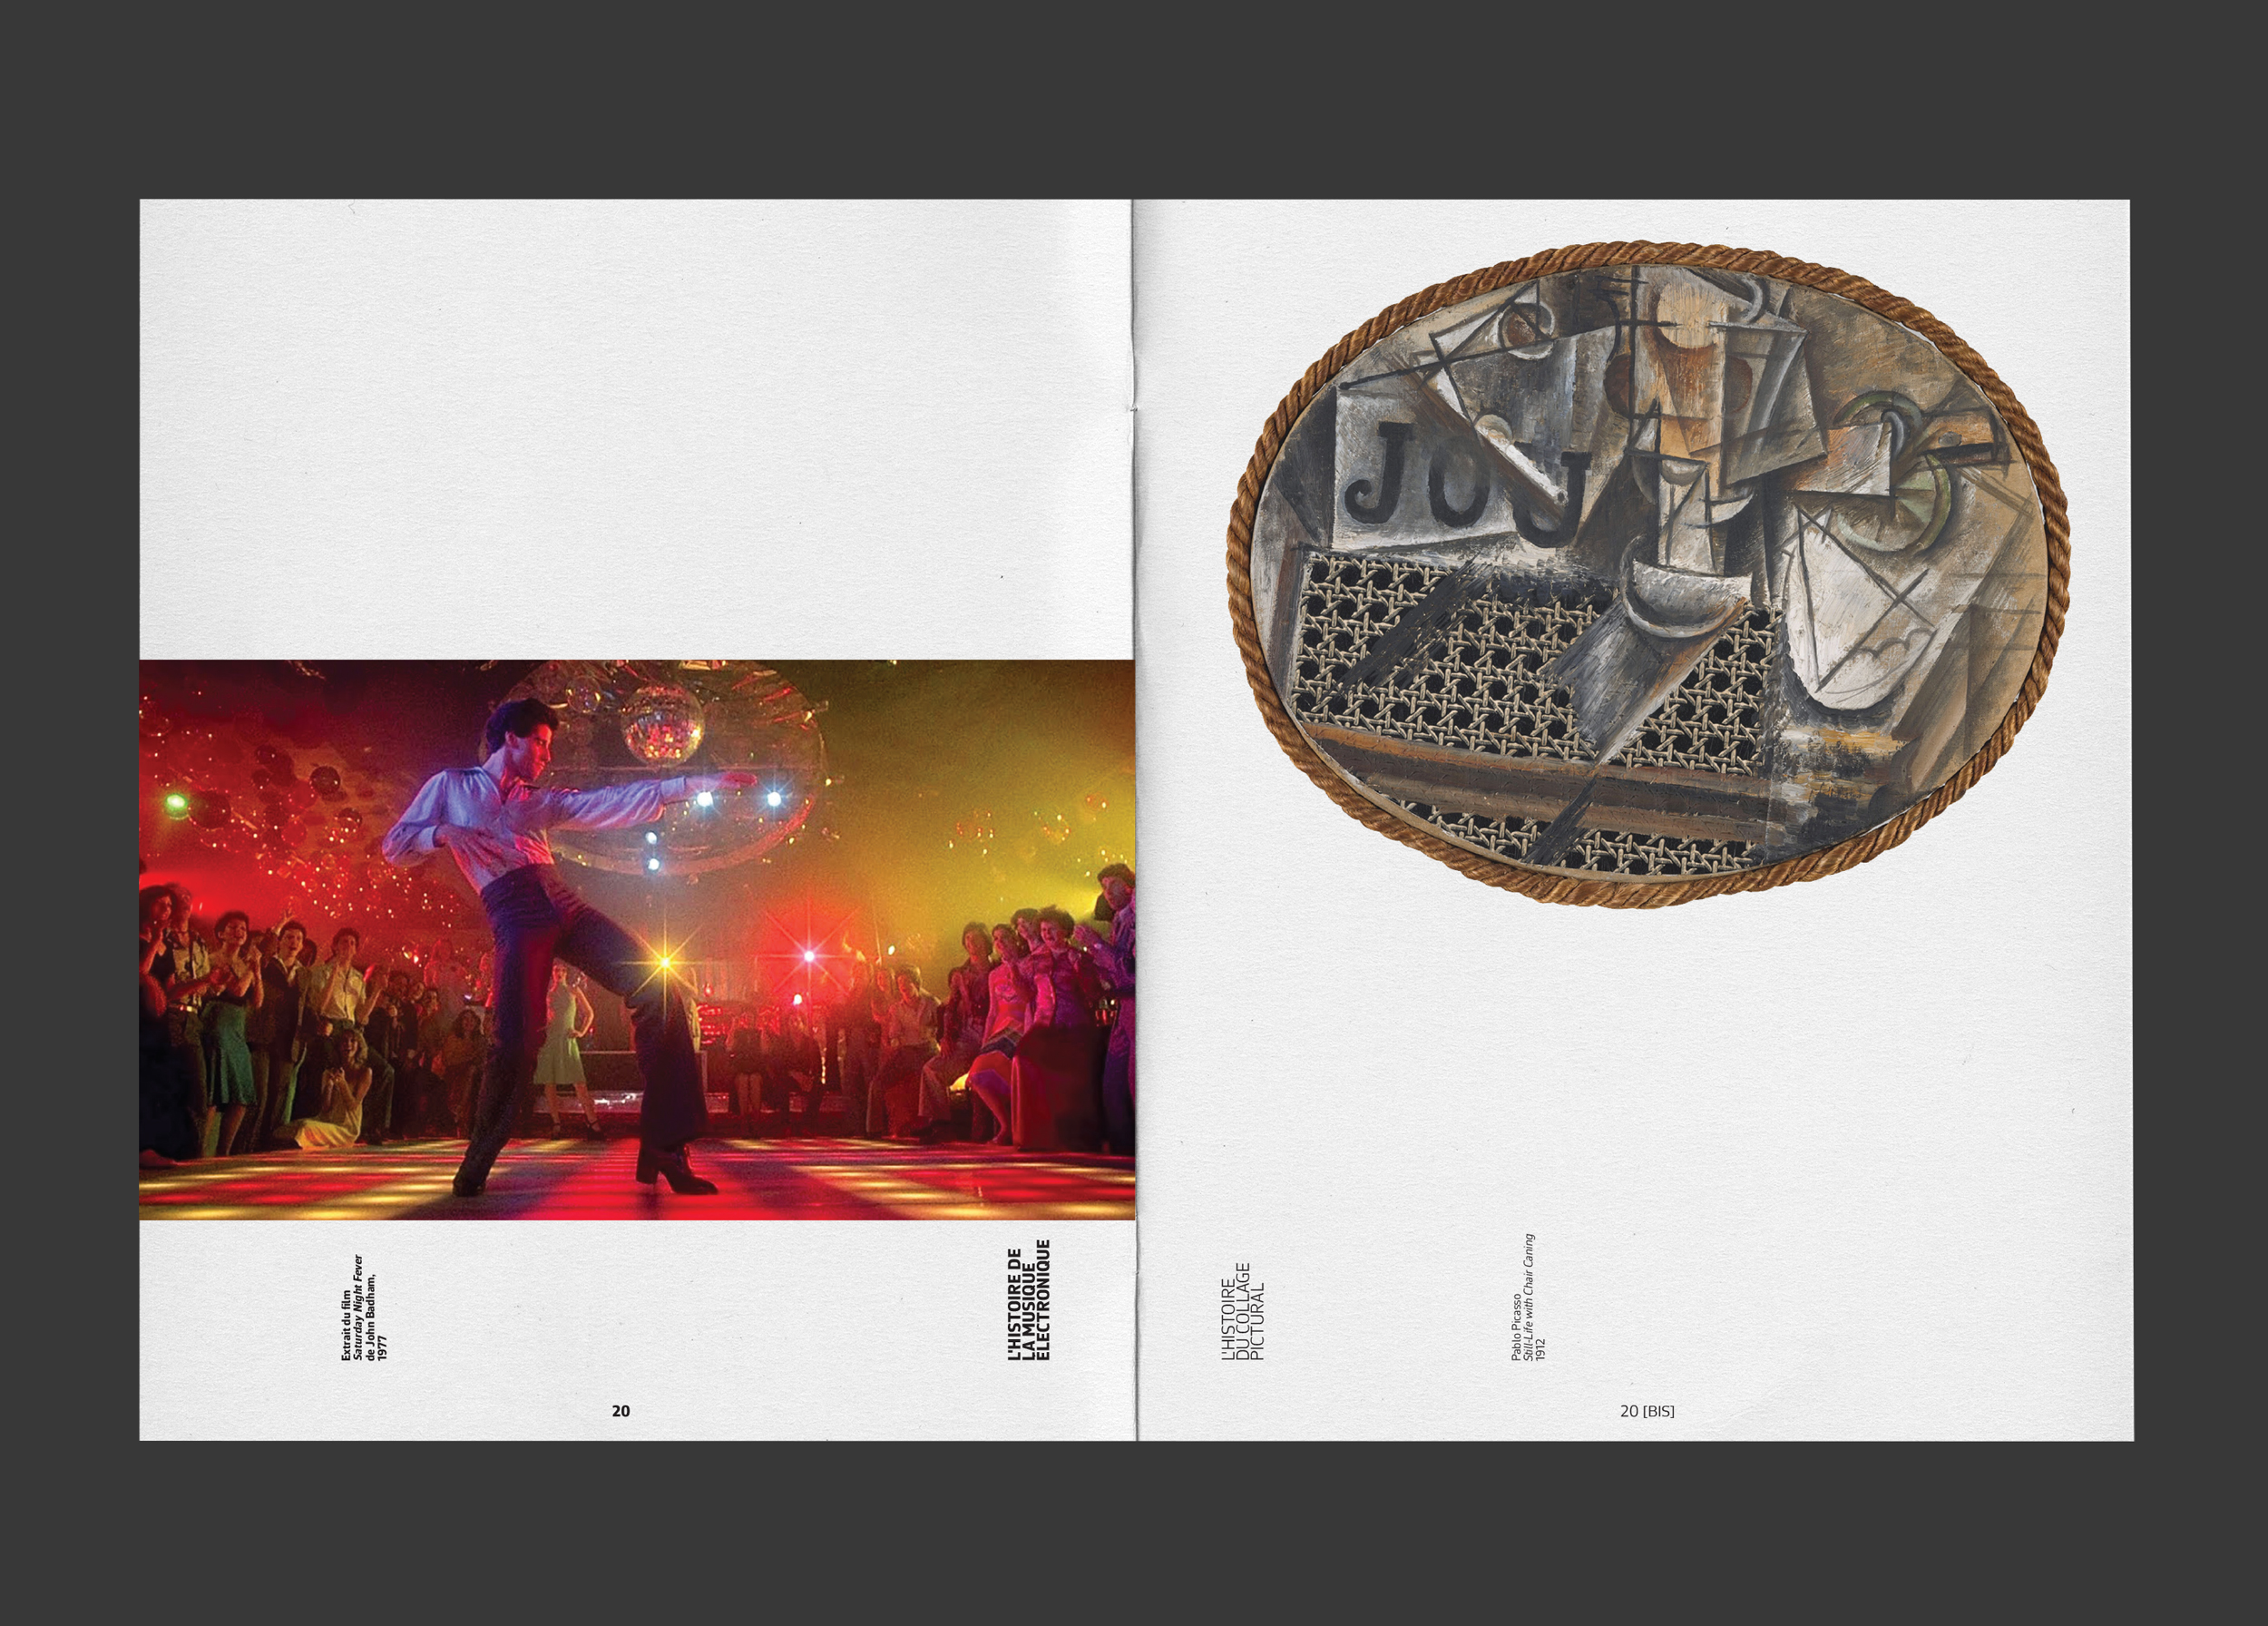 Extrait du film
Saturday Night Fever
de John Badham,
1977
L'HISTOIRE DE
LA MUSIQUE
ELECTRONIQUE
20
JOU
L'HISTOIRE
DU COLLAGE
PICTURAL
Pablo Picasso
Still-Life with Chair Caning
1912
20 [BIS]